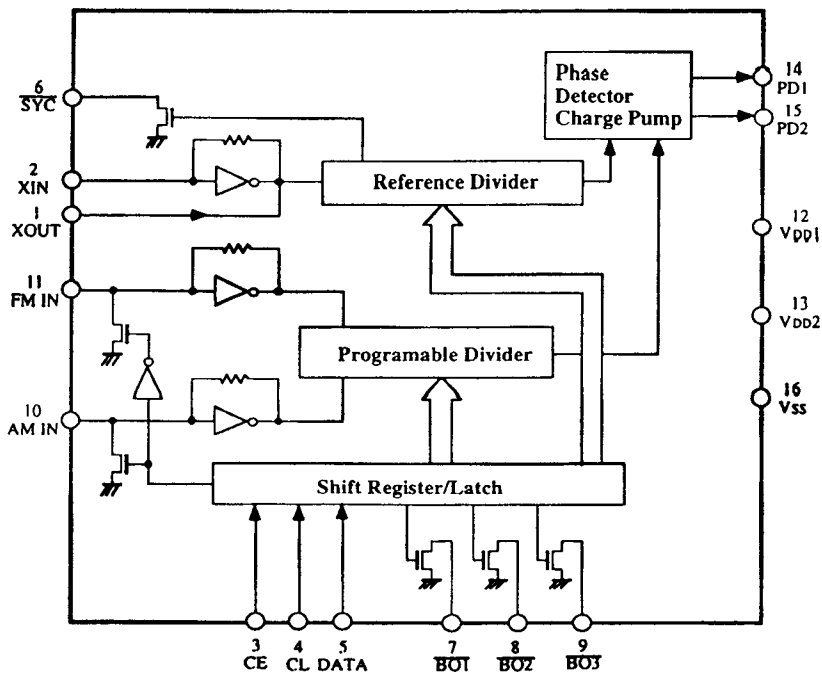 6
SYC
2
XIN
1
XOUT
11
FM IN
10
AM IN
Phase
Detector
Charge Pump
Reference Divider
Programable Divider
Shift Register/Latch
14
PD1
15
PD2
12
VDD1
13
VDD2
16
VSS
3
CE
4
CL
5
DATA
7
BO1
8
BO2
9
BO3